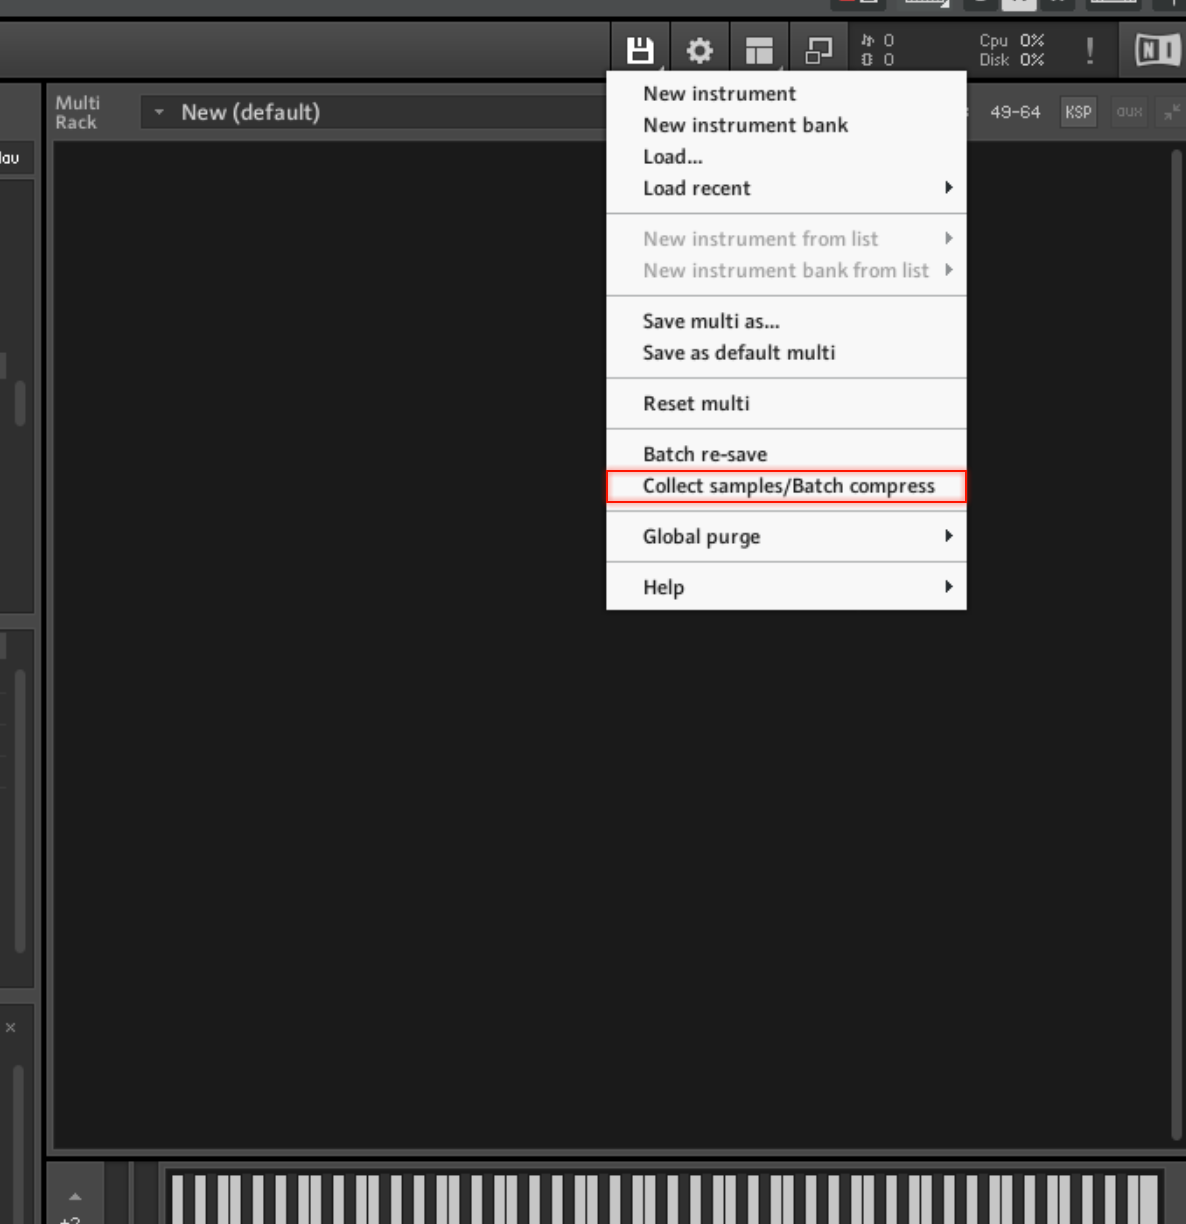 0
0
Cpu 0%
Disk 0%
!
NI
Multi
Rack
New (default)
49-64
KSP
aux
New instrument
New instrument bank
Load...
Load recent
New instrument from list
New instrument bank from list
Save multi as...
Save as default multi
Reset multi
Batch re-save
Collect samples/Batch compress
Global purge
Help